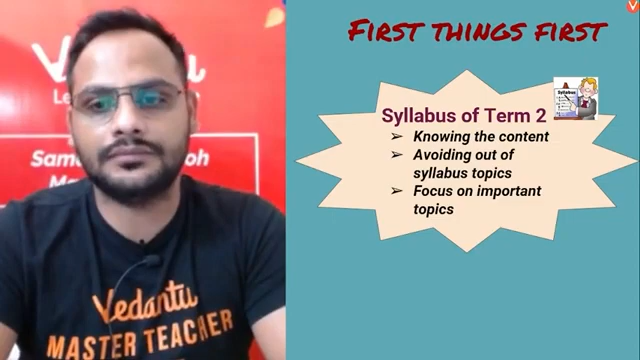 FIRST THINGS FIRST
Syllabus
Syllabus of Term 2
➢ Knowing the content
➢ Avoiding out of
syllabus topics
➢ Focus on important
topics
Vedantu
MASTER TEACHER
V